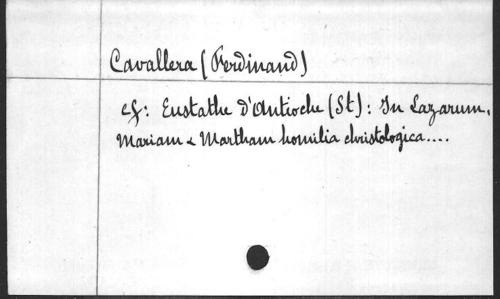 Cavallera (Ferdinand)
cf: Eustathe d'Antioche (St): In Lazarum,
Mariam & Martham homilia christologica....